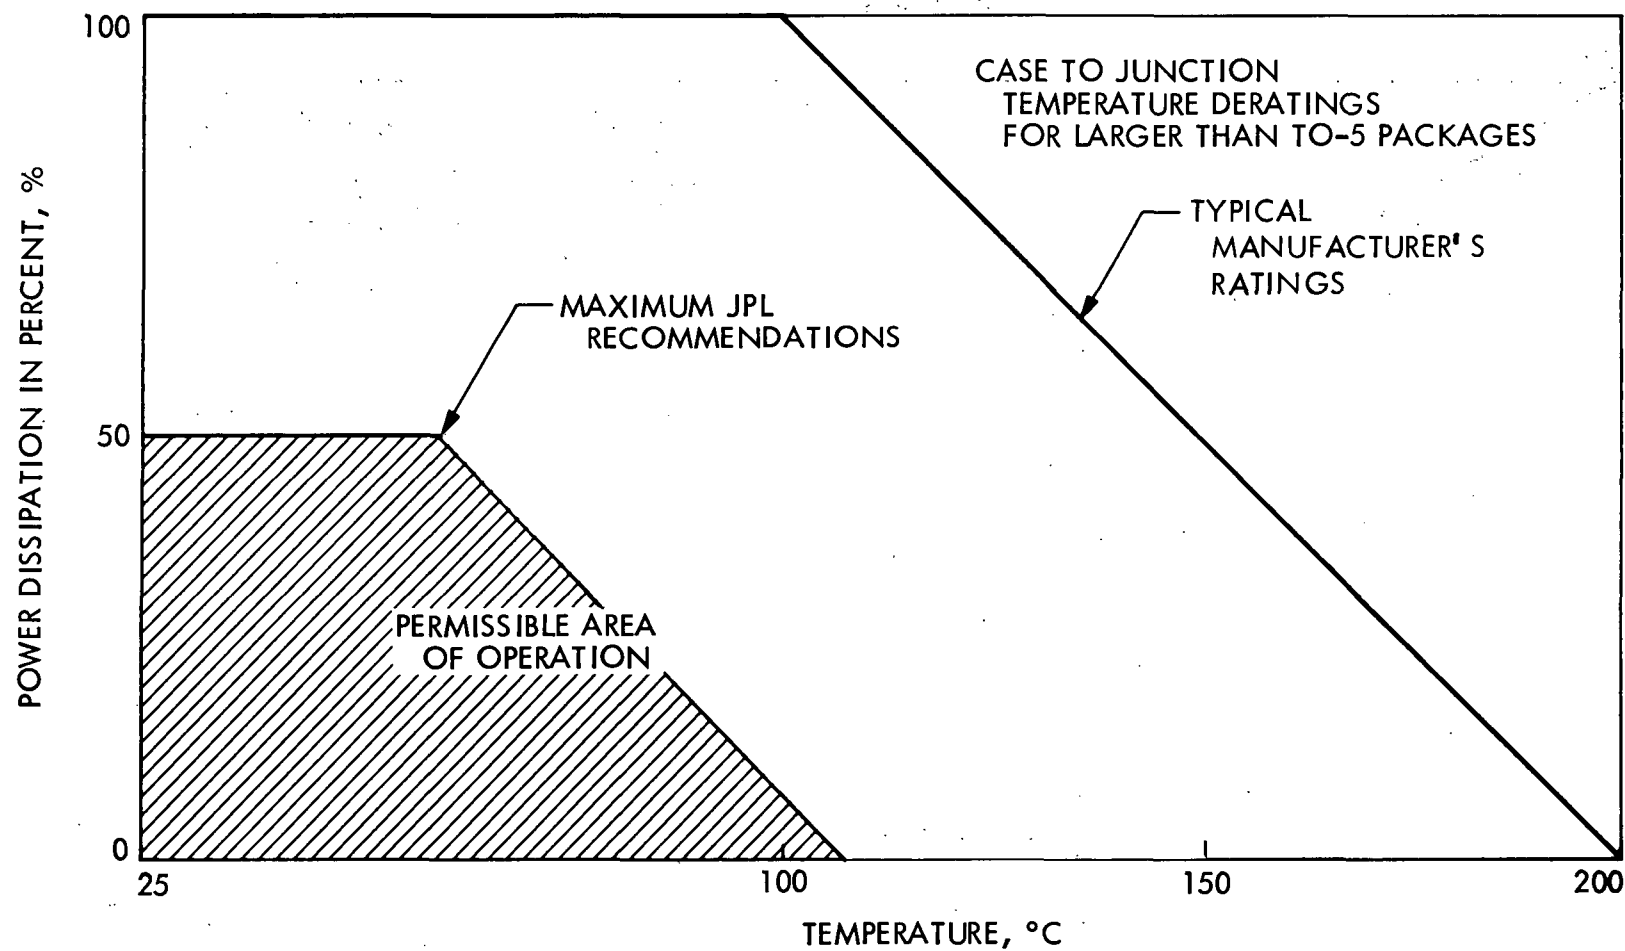 100
CASE TO JUNCTION
TEMPERATURE DERATINGS
FOR LARGER THAN TO-5 PACKAGES
TYPICAL
MANUFACTURER'S
RATINGS
MAXIMUM JPL
RECOMMENDATIONS
POWER DISSIPATION IN PERCENT, %
50
PERMISSIBLE AREA
OF OPERATION
0
25
100
150
200
TEMPERATURE, °C